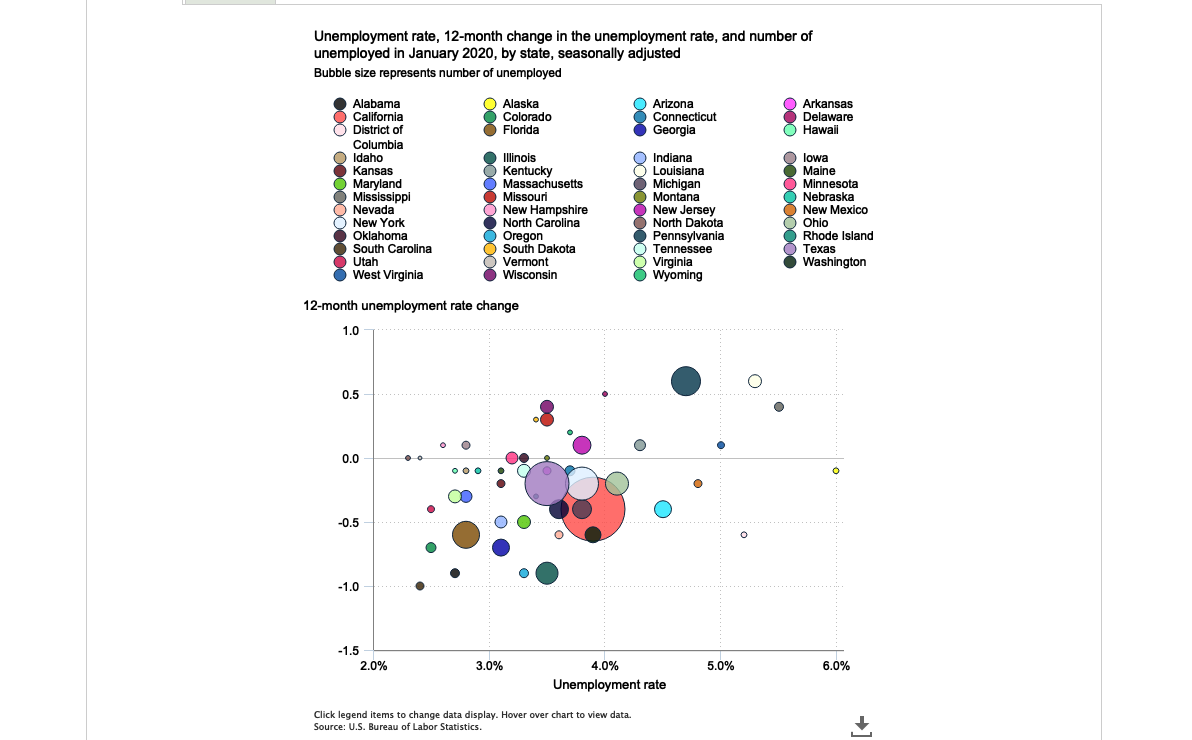 Unemployment rate, 12-month change in the unemployment rate, and number of
unemployed in January 2020, by state, seasonally adjusted
Bubble size represents number of unemployed
Alabama Alaska Arizona Arkansas
California Colorado Connecticut Delaware
District of Columbia Florida Georgia Hawaii
Idaho Illinois Indiana Iowa
Kansas Kentucky Louisiana Maine
Maryland Massachusetts Michigan Minnesota
Mississippi Missouri Montana Nebraska
Nevada New Hampshire New Jersey New Mexico
New York North Carolina North Dakota Ohio
Oklahoma Oregon Pennsylvania Rhode Island
South Carolina South Dakota Tennessee Texas
Utah Vermont Virginia Washington
West Virginia Wisconsin Wyoming
12-month unemployment rate change
1.0
0.5
0.0
-0.5
-1.0
-1.5
2.0% 3.0% 4.0% 5.0% 6.0%
Unemployment rate
Click legend items to change data display. Hover over chart to view data.
Source: U.S. Bureau of Labor Statistics.